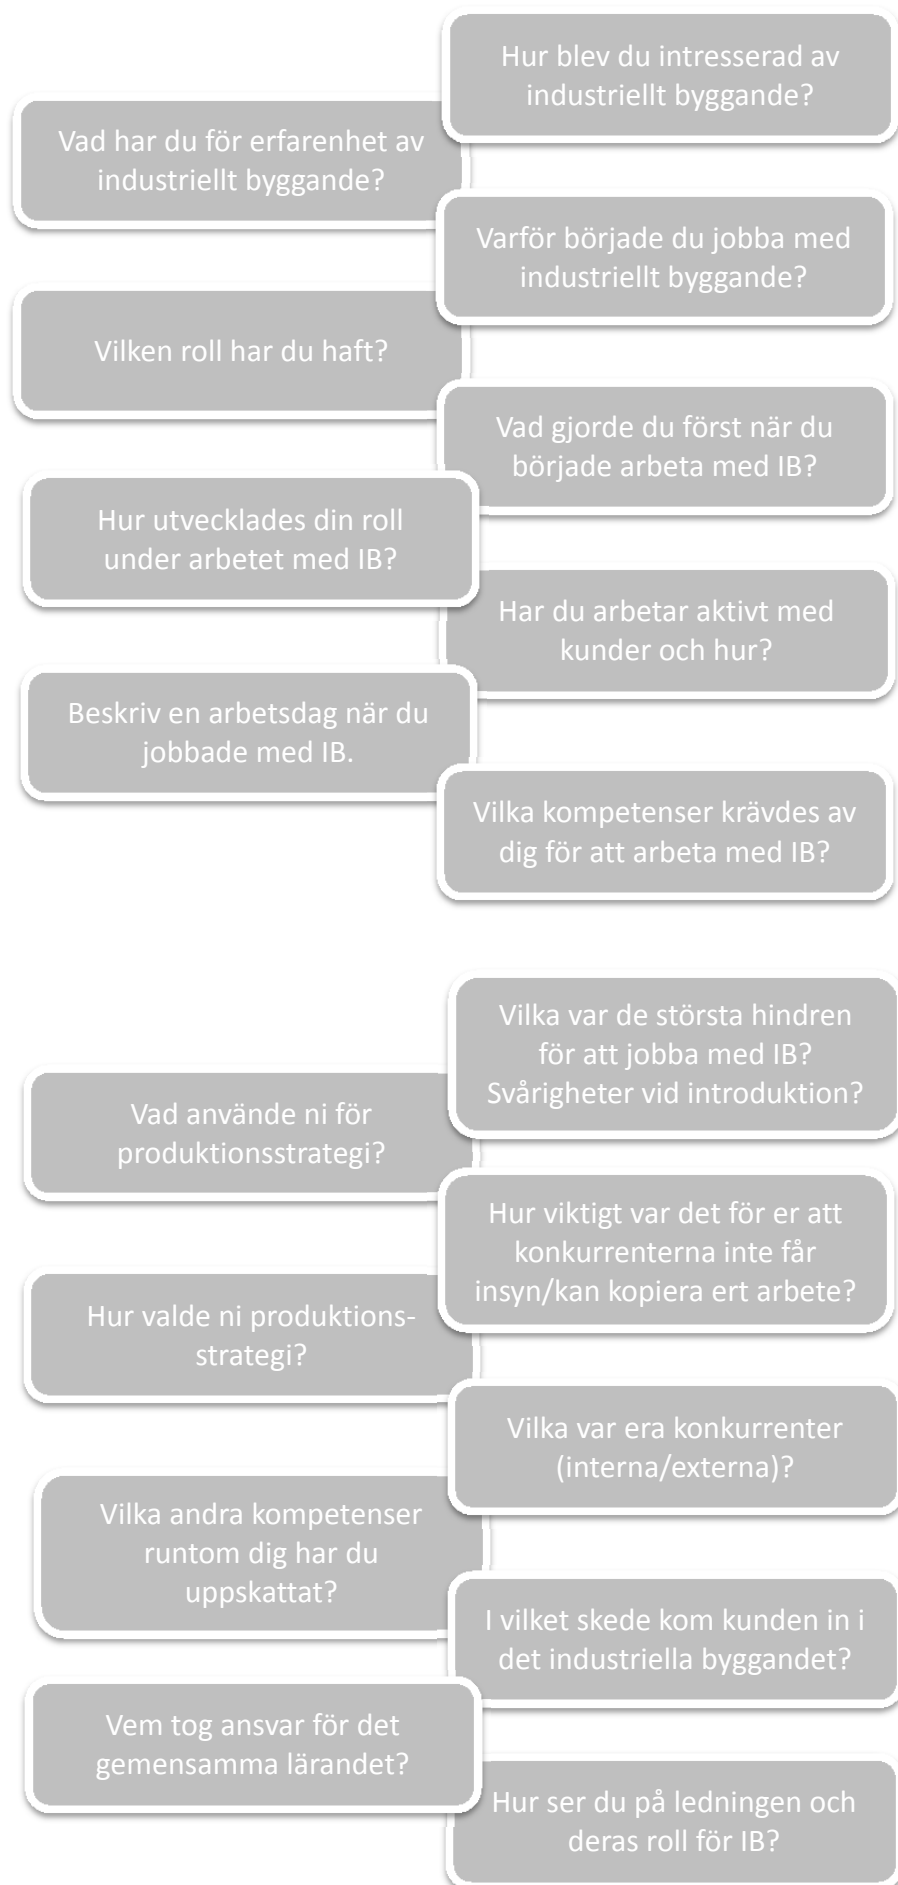 Hur blev du intresserad av
industriellt byggande?
Vad har du för erfarenhet av
industriellt byggande?
Varför började du jobba med
industriellt byggande?
Vilken roll har du haft?
Vad gjorde du först när du
började arbeta med IB?
Hur utvecklades din roll
under arbetet med IB?
Har du arbetar aktivt med
kunder och hur?
Beskriv en arbetsdag när du
jobbade med IB.
Vilka kompetenser krävdes av
dig för att arbeta med IB?
Vilka var de största hindren
för att jobba med IB?
Svårigheter vid introduktion?
Vad använde ni för
produktionsstrategi?
Hur viktigt var det för er att
konkurrenterna inte får
insyn/kan kopiera ert arbete?
Hur valde ni produktions-
strategi?
Vilka var era konkurrenter
(interna/externa)?
Vilka andra kompetenser
runtom dig har du
uppskattat?
I vilket skede kom kunden in i
det industriella byggandet?
Vem tog ansvar för det
gemensamma lärandet?
Hur ser du på ledningen och
deras roll för IB?